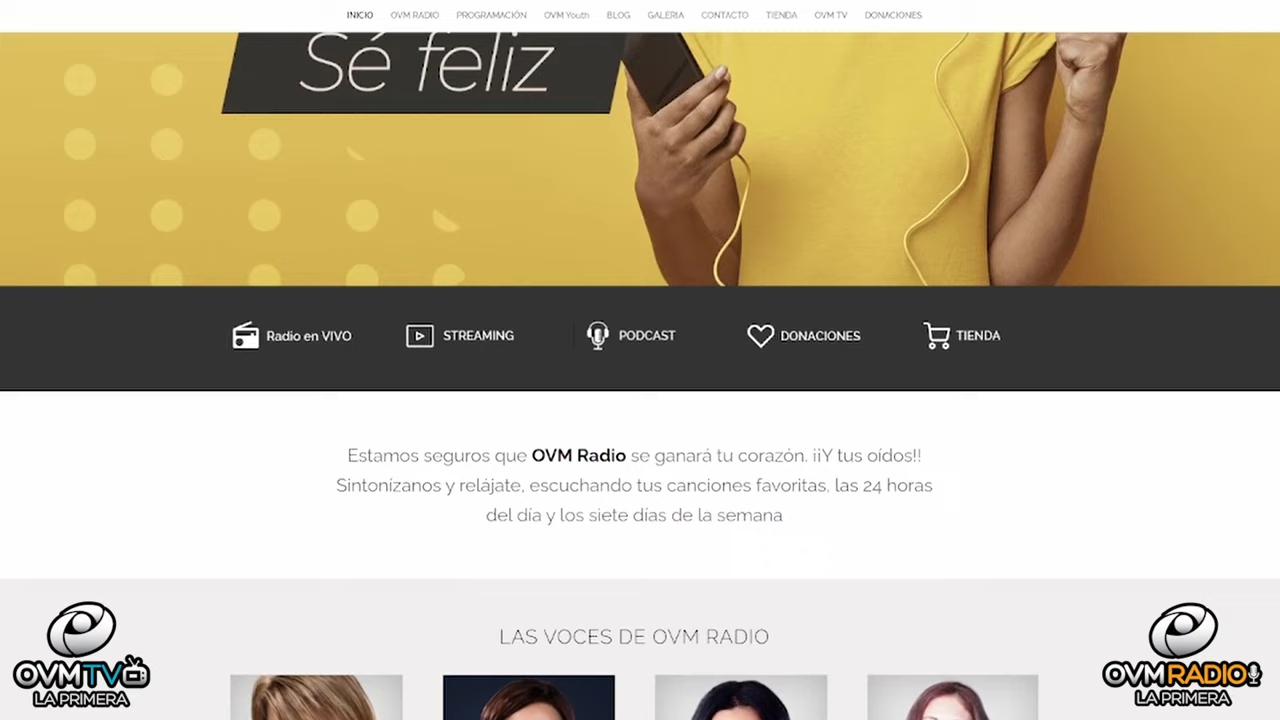 INICIO OVM RADIO PROGRAMACIÓN OVM Youth BLOG GALERIA CONTACTO TIENDA OVM TV DONACIONES
Sé feliz
Radio en VIVO STREAMING PODCAST DONACIONES TIENDA
Estamos seguros que OVM Radio se ganará tu corazón. ¡¡Y tus oídos!!
Sintonízanos y relájate, escuchando tus canciones favoritas, las 24 horas
del día y los siete días de la semana
LAS VOCES DE OVM RADIO
OVMTV
LA PRIMERA
OVMRADIO
LA PRIMERA